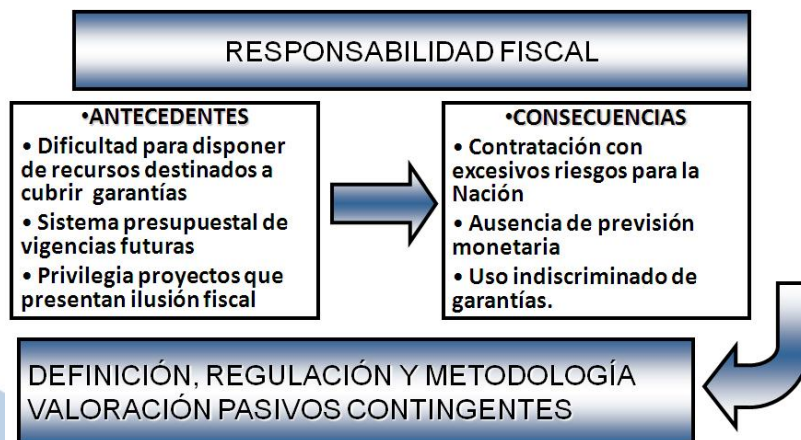 RESPONSABILIDAD FISCAL
•ANTECEDENTES
• Dificultad para disponer
de recursos destinados a
cubrir garantías
• Sistema presupuestal de
vigencias futuras
• Privilegia proyectos que
presentan ilusión fiscal
•CONSECUENCIAS
• Contratación con
excesivos riesgos para la
Nación
• Ausencia de previsión
monetaria
• Uso indiscriminado de
garantías.
DEFINICIÓN, REGULACIÓN Y METODOLOGÍA
VALORACIÓN PASIVOS CONTINGENTES